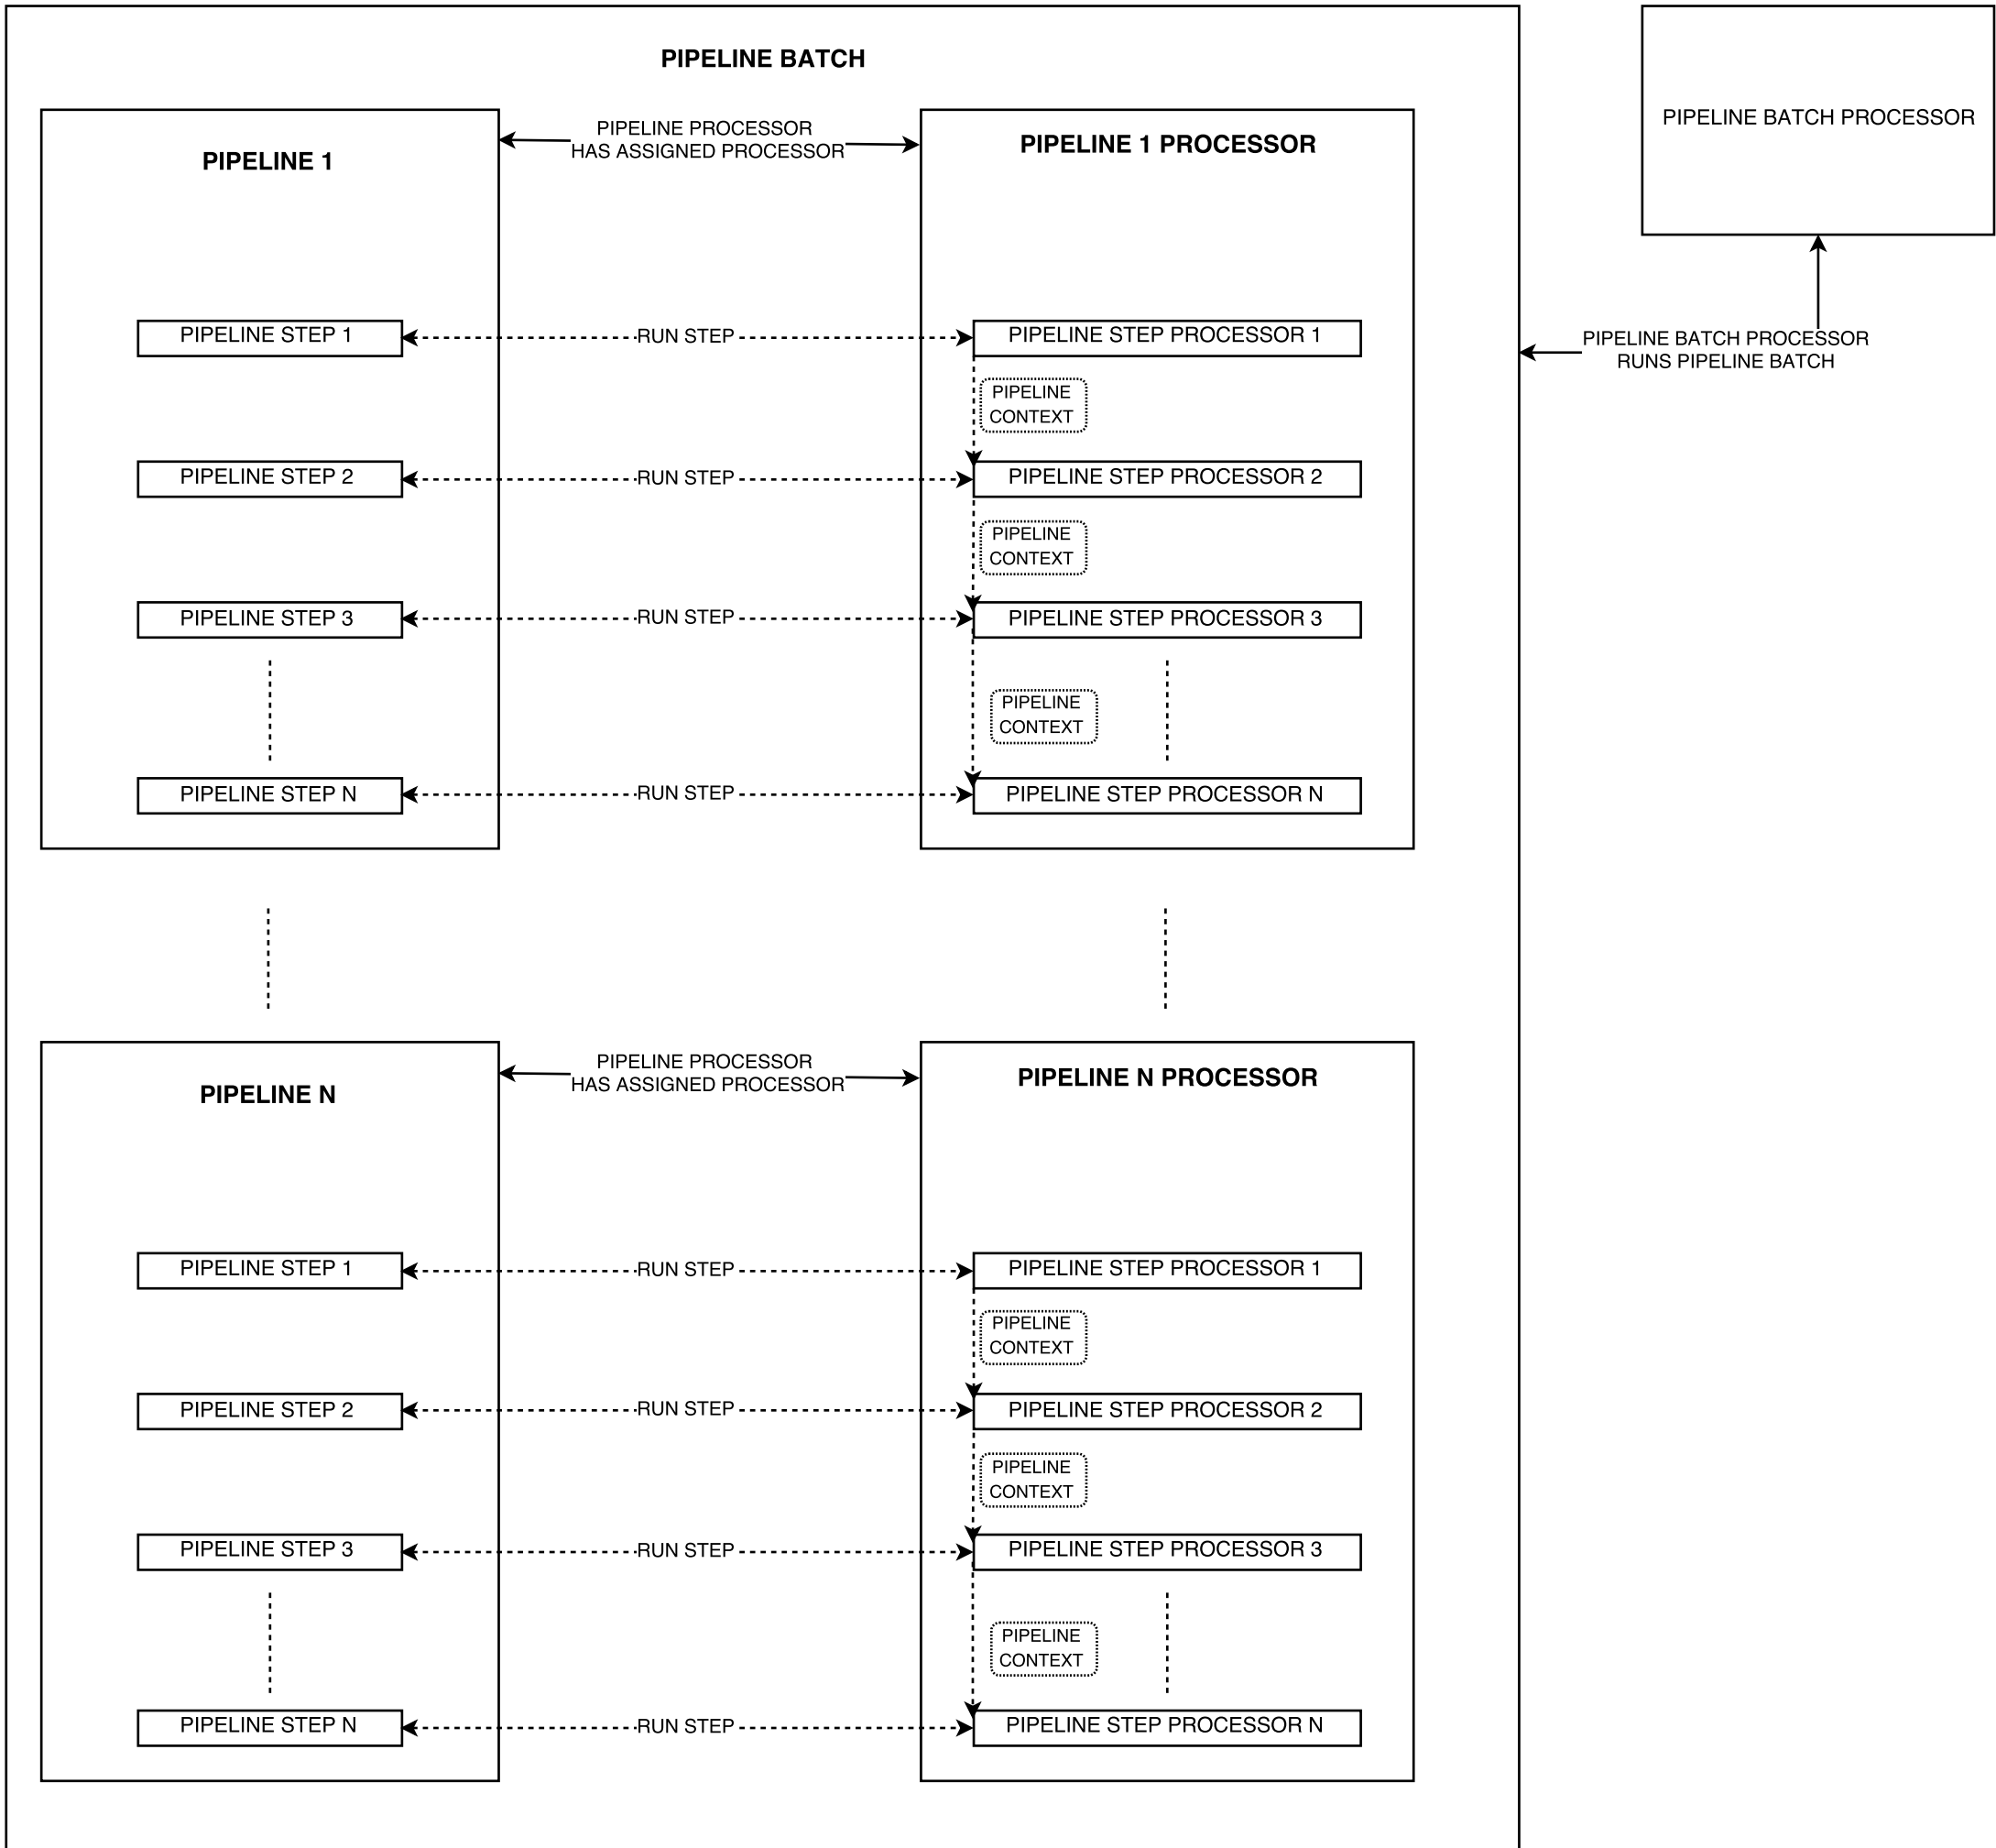 PIPELINE BATCH
PIPELINE BATCH PROCESSOR
PIPELINE 1
PIPELINE PROCESSOR
HAS ASSIGNED PROCESSOR
PIPELINE 1 PROCESSOR
PIPELINE STEP 1
RUN STEP
PIPELINE STEP PROCESSOR 1
PIPELINE BATCH PROCESSOR
RUNS PIPELINE BATCH
PIPELINE
CONTEXT
PIPELINE STEP 2
RUN STEP
PIPELINE STEP PROCESSOR 2
PIPELINE
CONTEXT
PIPELINE STEP 3
RUN STEP
PIPELINE STEP PROCESSOR 3
PIPELINE
CONTEXT
PIPELINE STEP N
RUN STEP
PIPELINE STEP PROCESSOR N
PIPELINE N
PIPELINE PROCESSOR
HAS ASSIGNED PROCESSOR
PIPELINE N PROCESSOR
PIPELINE STEP 1
RUN STEP
PIPELINE STEP PROCESSOR 1
PIPELINE
CONTEXT
PIPELINE STEP 2
RUN STEP
PIPELINE STEP PROCESSOR 2
PIPELINE
CONTEXT
PIPELINE STEP 3
RUN STEP
PIPELINE STEP PROCESSOR 3
PIPELINE
CONTEXT
PIPELINE STEP N
RUN STEP
PIPELINE STEP PROCESSOR N